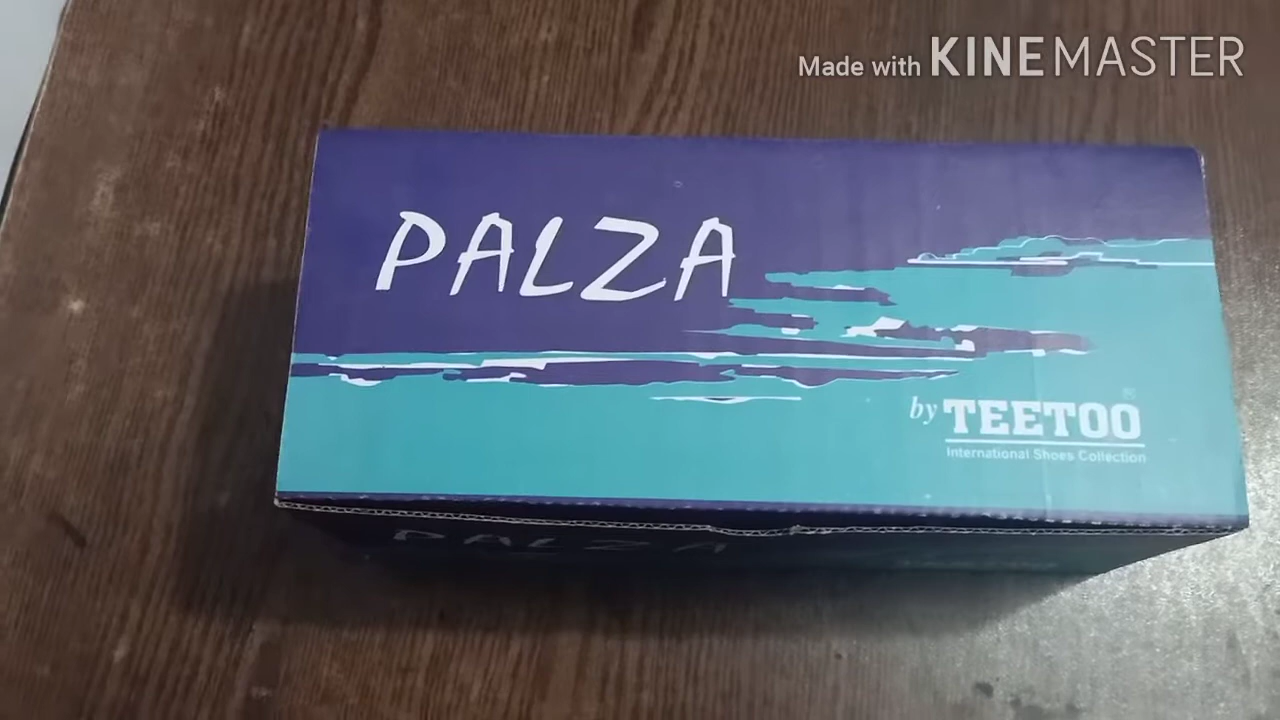 Made with KINEMASTER
PALZA
by TEETOO®
International Shoes Collection
PALZA